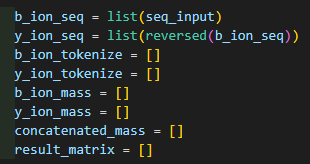 b_ion_seq = list(seq_input)
y_ion_seq = list(reversed(b_ion_seq))
b_ion_tokenize = []
y_ion_tokenize = []
b_ion_mass = []
y_ion_mass = []
concatenated_mass = []
result_matrix = []